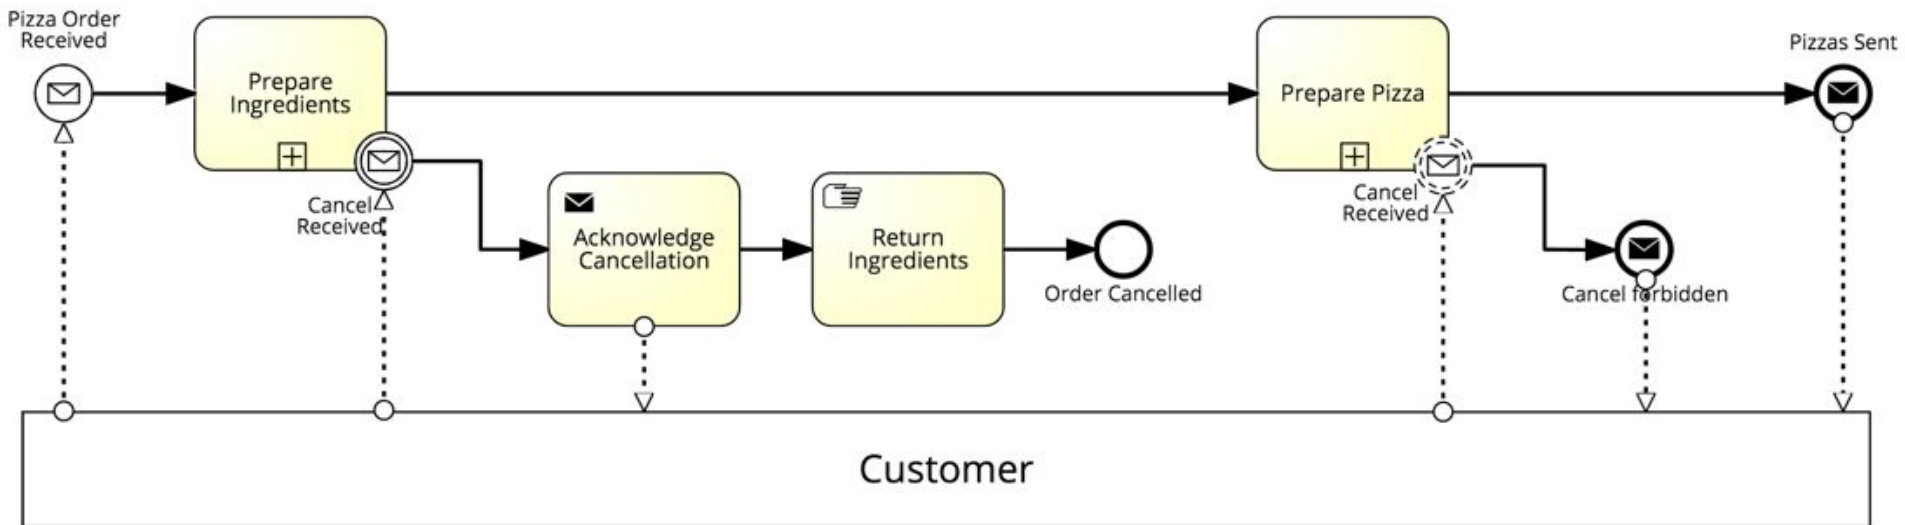 Pizza Order
Received
Prepare
Ingredients
Cancel
Received
Acknowledge
Cancellation
Return
Ingredients
Order Cancelled
Prepare Pizza
Cancel
Received
Cancel forbidden
Pizzas Sent
Customer